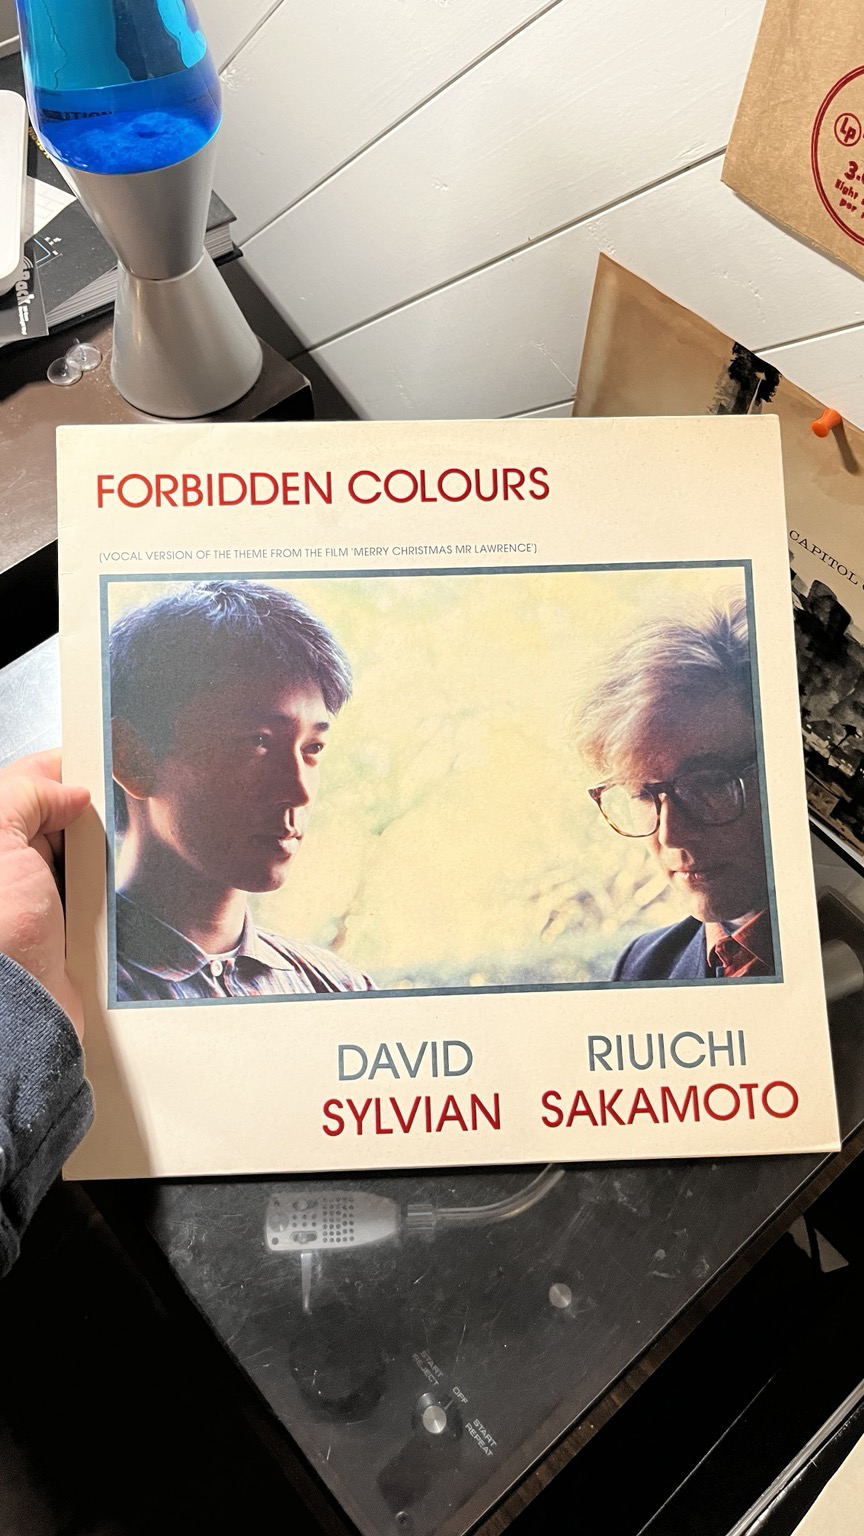 FORBIDDEN COLOURS
(VOCAL VERSION OF THE THEME FROM THE FILM 'MERRY CHRISTMAS MR LAWRENCE')
DAVID RIUICHI
SYLVIAN SAKAMOTO
Lp
CAPITOL
START
REJECT
OFF
START
REPEAT